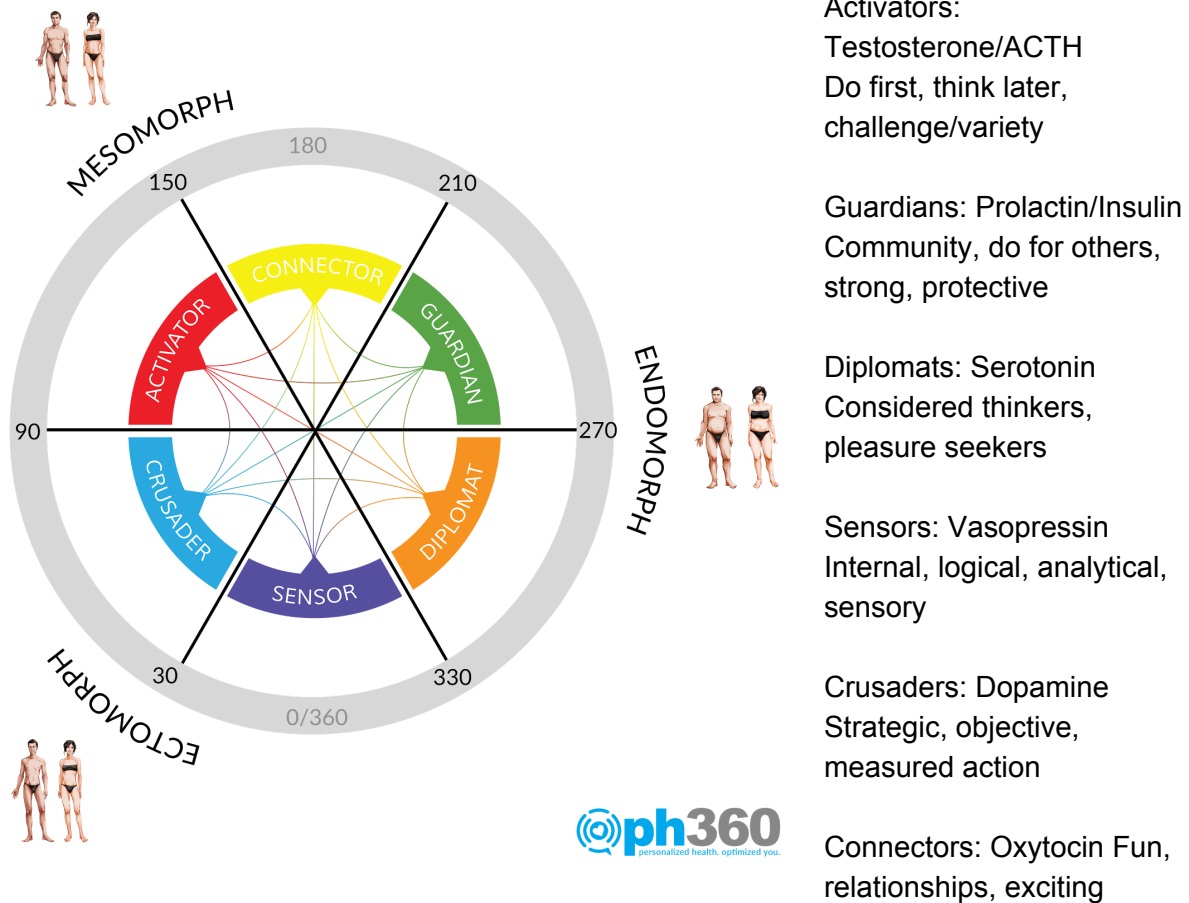 MESOMORPH
180
150
210
CONNECTOR
ACTIVATOR
GUARDIAN
ENDOMORPH
90
270
CRUSADER
DIPLOMAT
SENSOR
30
330
0/360
ECTOMORPH
ph360
personalized health. optimized you.
Activators:
Testosterone/ACTH
Do first, think later,
challenge/variety
Guardians: Prolactin/Insulin
Community, do for others,
strong, protective
Diplomats: Serotonin
Considered thinkers,
pleasure seekers
Sensors: Vasopressin
Internal, logical, analytical,
sensory
Crusaders: Dopamine
Strategic, objective,
measured action
Connectors: Oxytocin Fun,
relationships, exciting